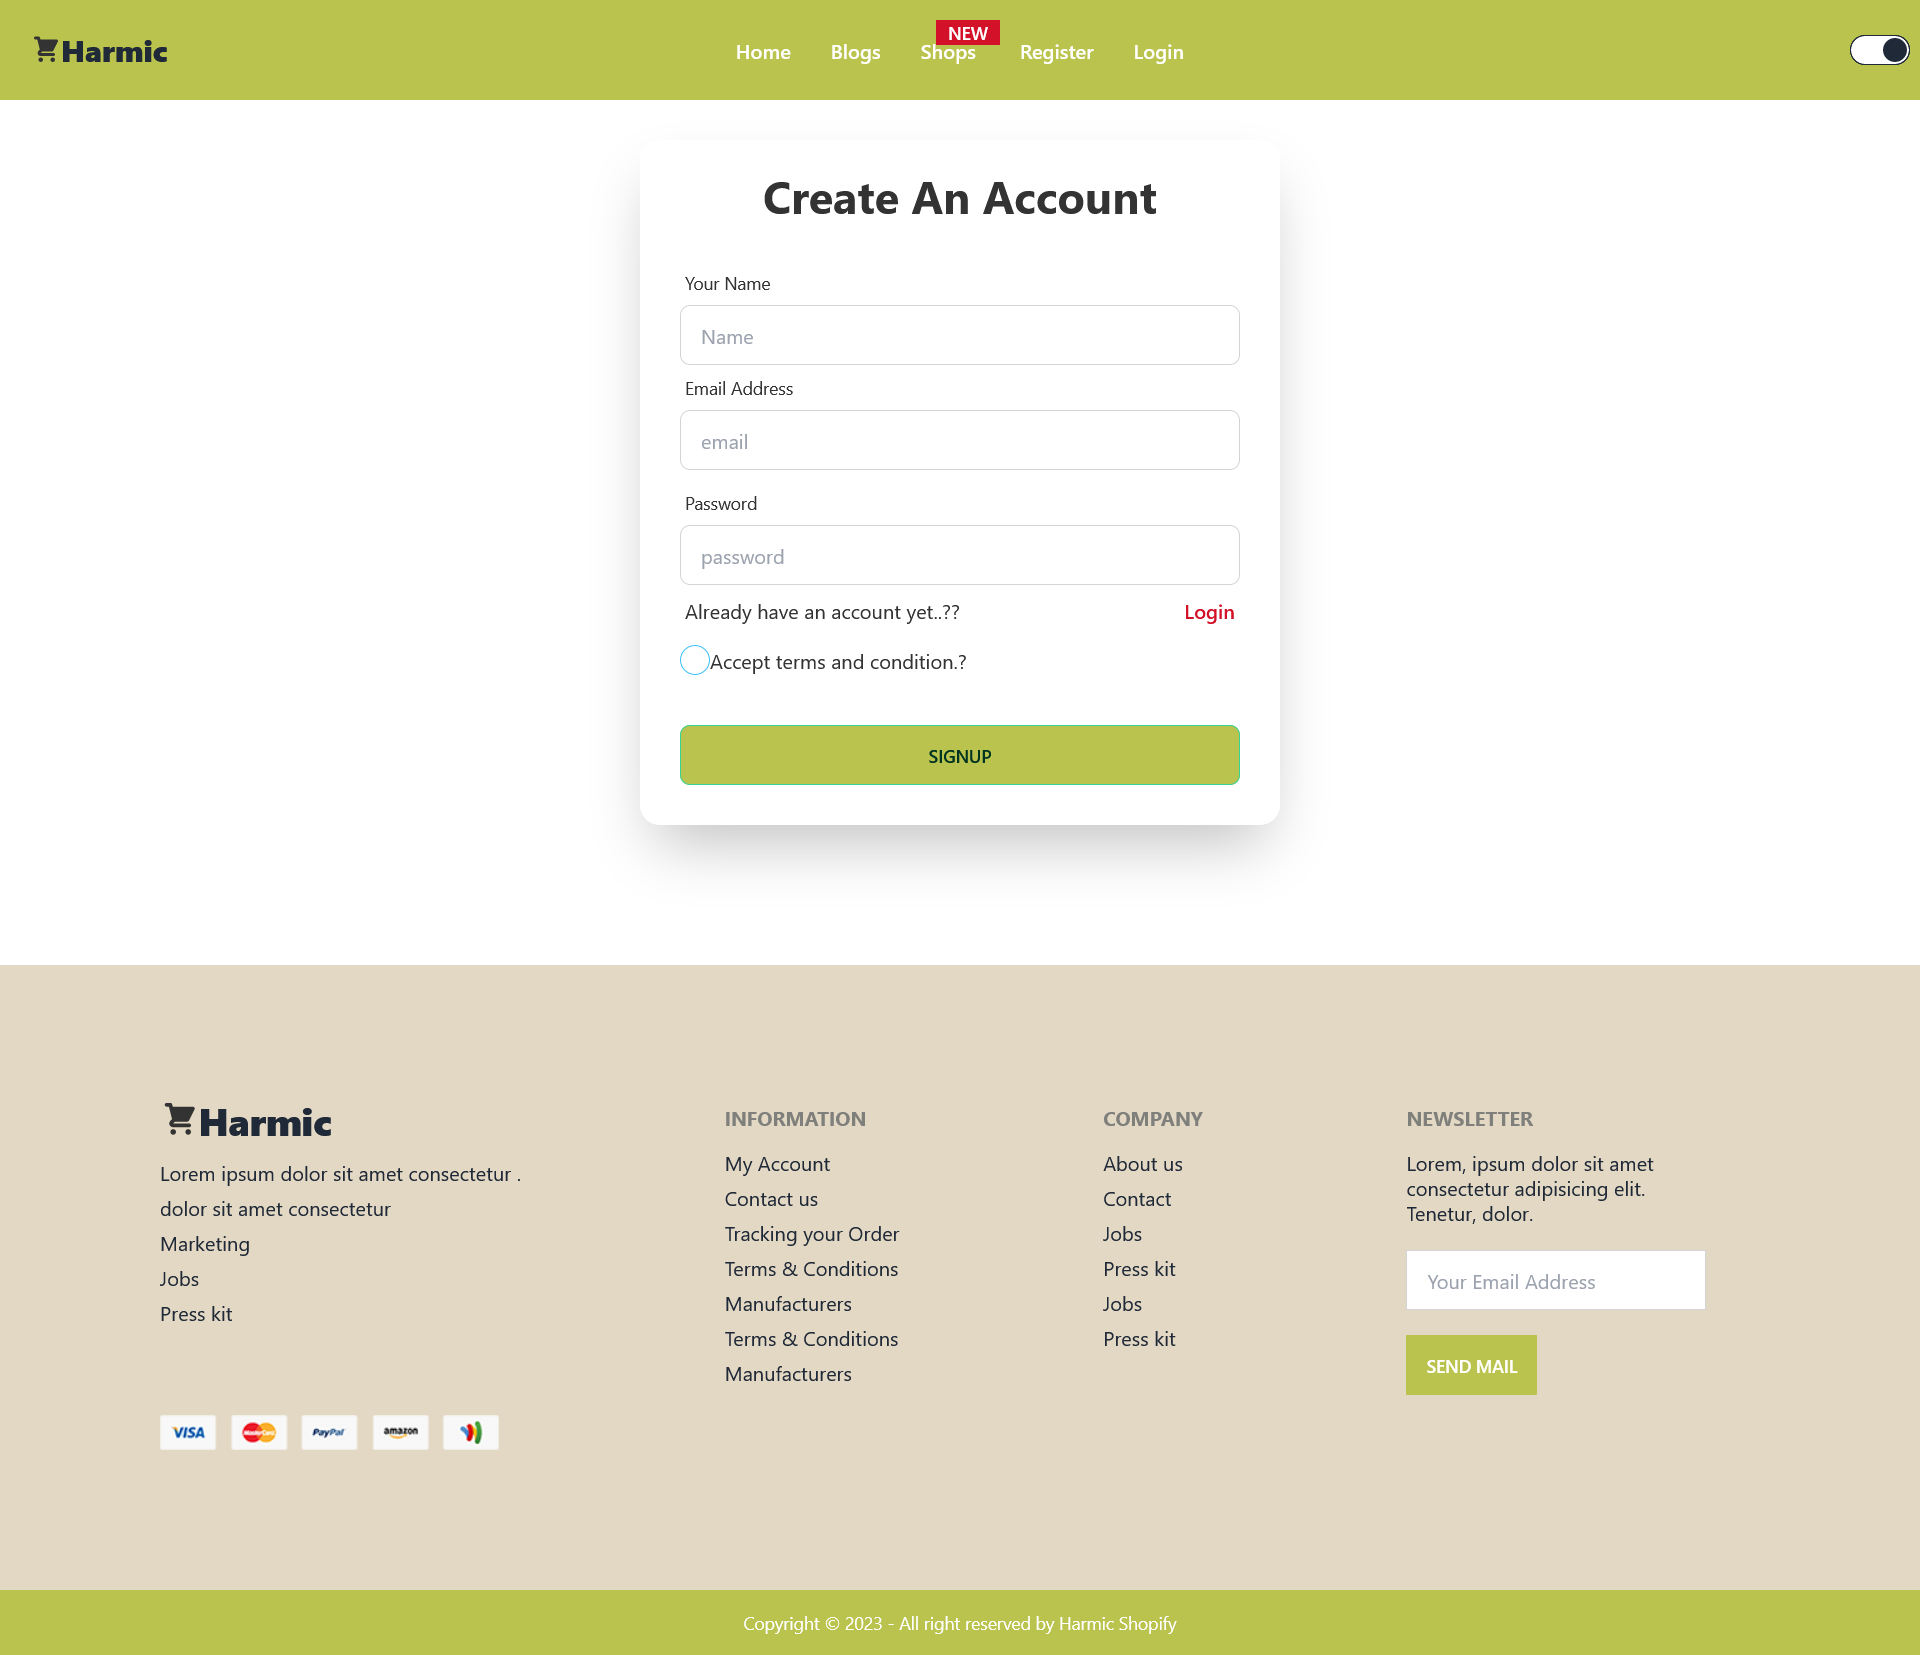 Harmic
Home
Blogs
NEW
Shops
Register
Login
Create An Account
Your Name
Name
Email Address
email
Password
password
Already have an account yet..??
Login
Accept terms and condition.?
SIGNUP
Harmic
Lorem ipsum dolor sit amet consectetur .
dolor sit amet consectetur
Marketing
Jobs
Press kit
VISA
MasterCard
PayPal
amazon
INFORMATION
My Account
Contact us
Tracking your Order
Terms & Conditions
Manufacturers
Terms & Conditions
Manufacturers
COMPANY
About us
Contact
Jobs
Press kit
Jobs
Press kit
NEWSLETTER
Lorem, ipsum dolor sit amet
consectetur adipisicing elit.
Tenetur, dolor.
Your Email Address
SEND MAIL
Copyright © 2023 - All right reserved by Harmic Shopify